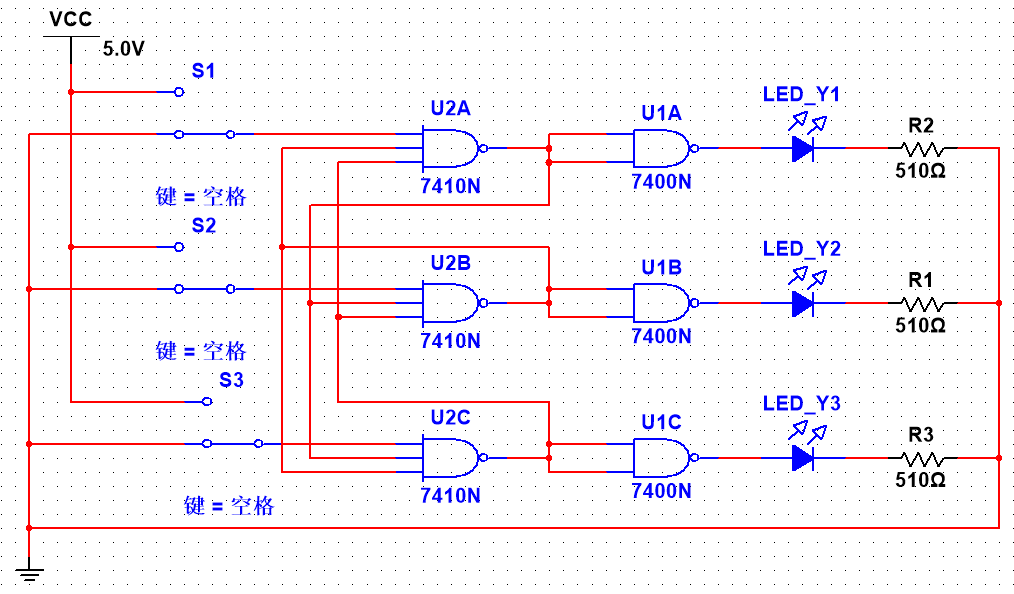 VCC
5.0V
S1
键 = 空格
S2
键 = 空格
S3
键 = 空格
U2A
7410N
U1A
7400N
LED_Y1
R2
510Ω
U2B
7410N
U1B
7400N
LED_Y2
R1
510Ω
U2C
7410N
U1C
7400N
LED_Y3
R3
510Ω